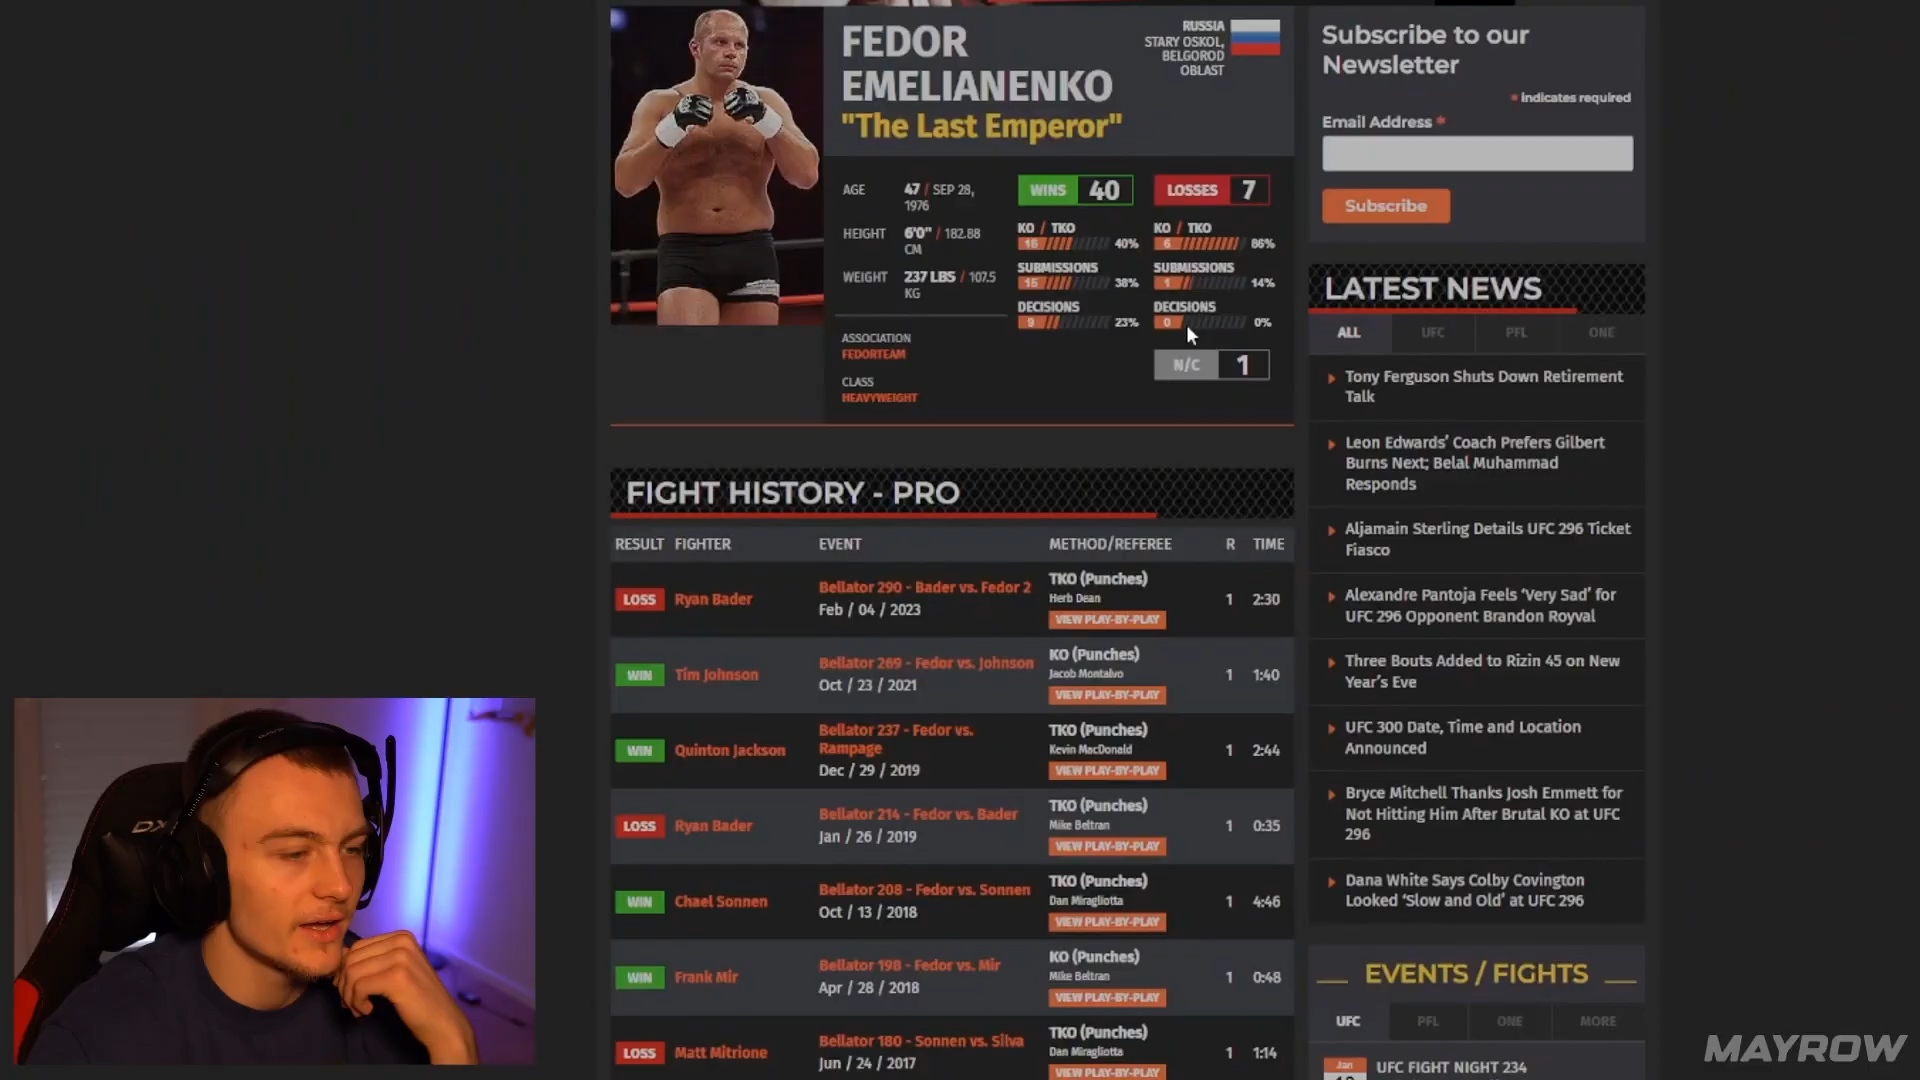 FEDOR
EMELIANENKO
"The Last Emperor"
RUSSIA
STARY OSKOL,
BELGOROD
OBLAST
AGE 47 / SEP 28,
1976
HEIGHT 6'0" / 182.88
CM
WEIGHT 237 LBS / 107.5
KG
ASSOCIATION
FEDORTEAM
CLASS
HEAVYWEIGHT
WINS 40
KO / TKO
16 40%
SUBMISSIONS
15 38%
DECISIONS
9 23%
LOSSES 7
KO / TKO
6 86%
SUBMISSIONS
1 14%
DECISIONS
0 0%
N/C 1
FIGHT HISTORY - PRO
RESULT FIGHTER EVENT METHOD/REFEREE R TIME
LOSS Ryan Bader Bellator 290 - Bader vs. Fedor 2
Feb / 04 / 2023
TKO (Punches)
Herb Dean
VIEW PLAY-BY-PLAY
1 2:30
WIN Tim Johnson Bellator 269 - Fedor vs. Johnson
Oct / 23 / 2021
KO (Punches)
Jacob Montalvo
VIEW PLAY-BY-PLAY
1 1:40
WIN Quinton Jackson Bellator 237 - Fedor vs.
Rampage
Dec / 29 / 2019
TKO (Punches)
Kevin MacDonald
VIEW PLAY-BY-PLAY
1 2:44
LOSS Ryan Bader Bellator 214 - Fedor vs. Bader
Jan / 26 / 2019
TKO (Punches)
Mike Beltran
VIEW PLAY-BY-PLAY
1 0:35
WIN Chael Sonnen Bellator 208 - Fedor vs. Sonnen
Oct / 13 / 2018
TKO (Punches)
Dan Miragliotta
VIEW PLAY-BY-PLAY
1 4:46
WIN Frank Mir Bellator 198 - Fedor vs. Mir
Apr / 28 / 2018
KO (Punches)
Mike Beltran
VIEW PLAY-BY-PLAY
1 0:48
LOSS Matt Mitrione Bellator 180 - Sonnen vs. Silva
Jun / 24 / 2017
TKO (Punches)
Dan Miragliotta
VIEW PLAY-BY-PLAY
1 1:14
Subscribe to our
Newsletter
* indicates required
Email Address *
Subscribe
LATEST NEWS
ALL UFC PFL ONE
Tony Ferguson Shuts Down Retirement
Talk
Leon Edwards’ Coach Prefers Gilbert
Burns Next; Belal Muhammad
Responds
Aljamain Sterling Details UFC 296 Ticket
Fiasco
Alexandre Pantoja Feels ‘Very Sad’ for
UFC 296 Opponent Brandon Royval
Three Bouts Added to Rizin 45 on New
Year’s Eve
UFC 300 Date, Time and Location
Announced
Bryce Mitchell Thanks Josh Emmett for
Not Hitting Him After Brutal KO at UFC
296
Dana White Says Colby Covington
Looked ‘Slow and Old’ at UFC 296
EVENTS / FIGHTS
UFC PFL ONE MORE
Jan
UFC FIGHT NIGHT 234
MAYROW
DX